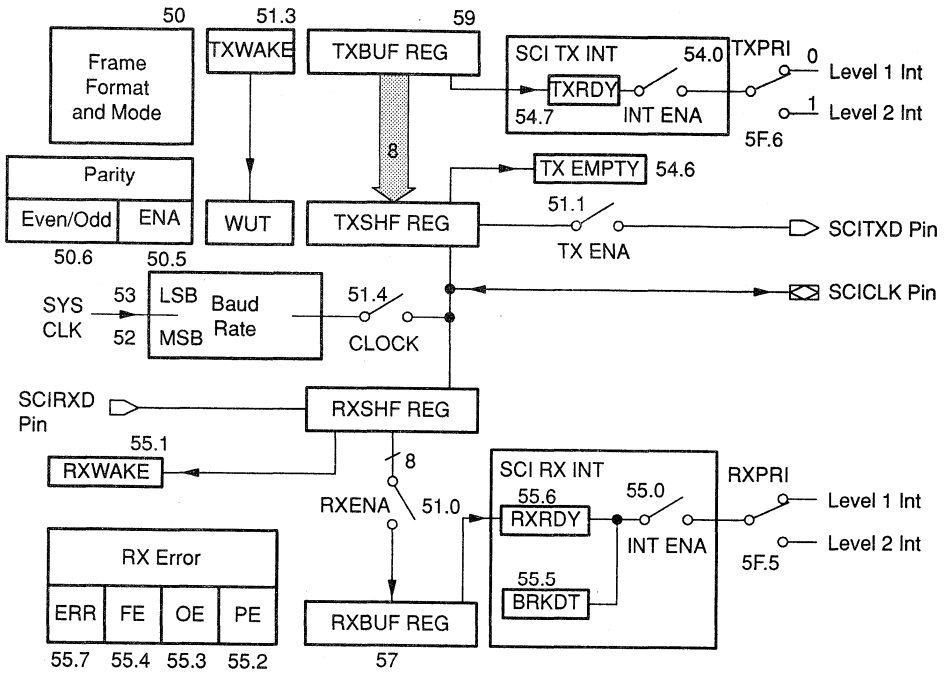 50
51.3
59
Frame
Format
and Mode
TXWAKE
TXBUF REG
SCI TX INT
54.0
TXPRI
0
Level 1 Int
TXRDY
54.7
INT ENA
1
Level 2 Int
5F.6
8
Parity
Even/Odd
ENA
50.6
50.5
WUT
TX EMPTY
54.6
TXSHF REG
51.1
TX ENA
SCITXD Pin
SCICLK Pin
SYS
CLK
53
52
LSB
MSB
Baud
Rate
51.4
CLOCK
SCIRXD
Pin
RXSHF REG
55.1
RXWAKE
8
RXENA
51.0
SCI RX INT
55.6
RXRDY
55.0
INT ENA
RXPRI
Level 1 Int
Level 2 Int
5F.5
55.5
BRKDT
RX Error
ERR
FE
OE
PE
55.7
55.4
55.3
55.2
RXBUF REG
57